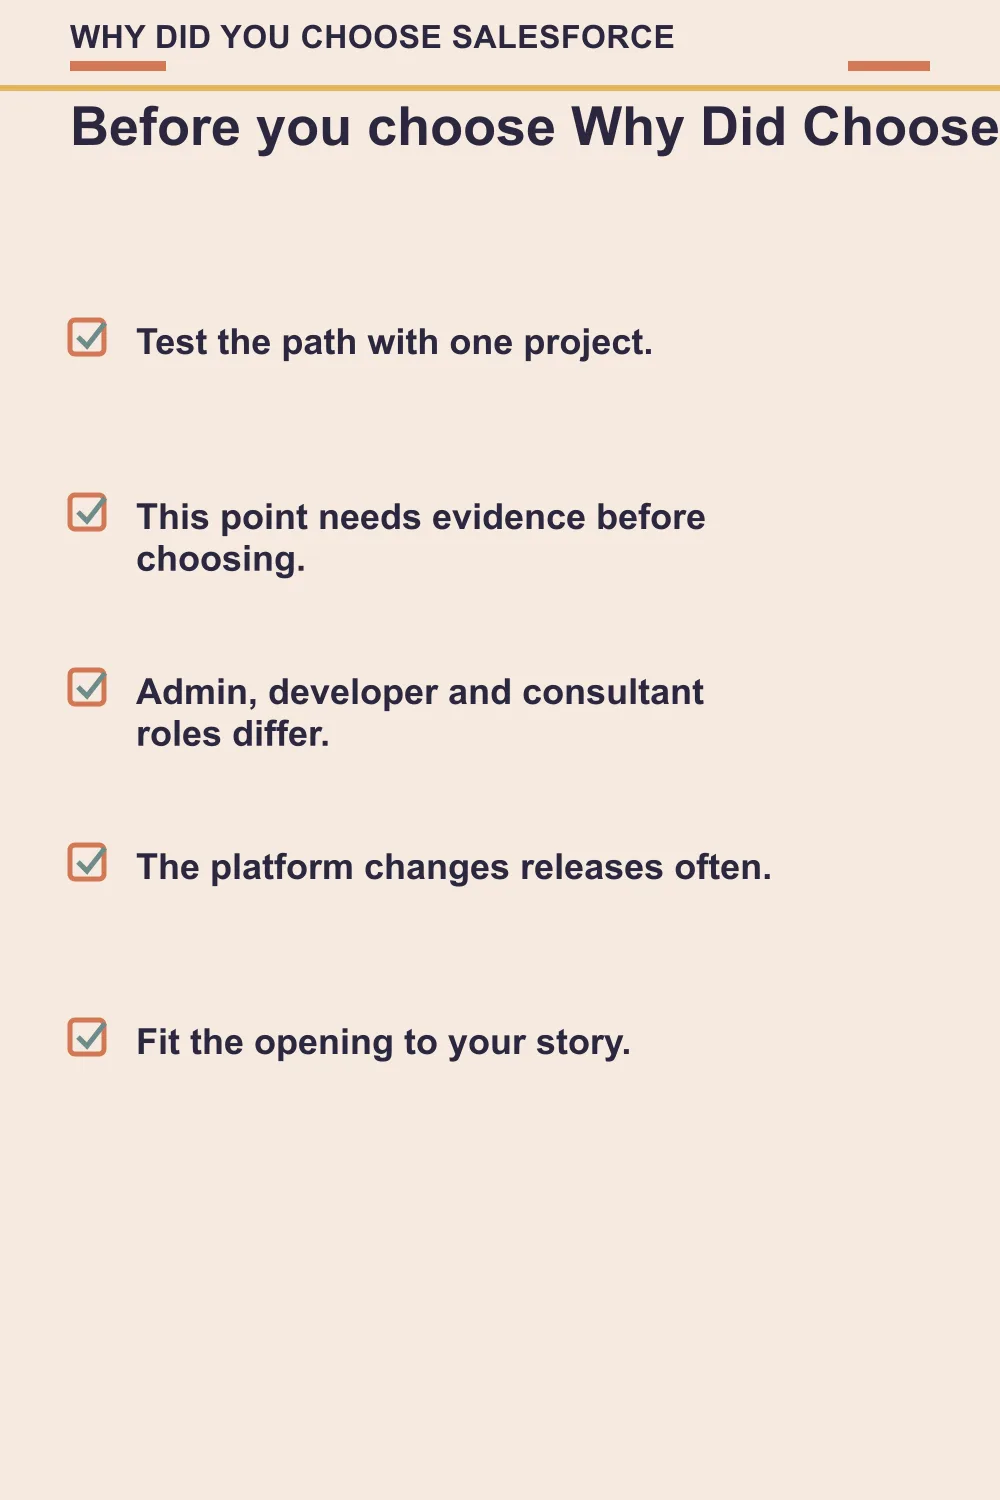 WHY DID YOU CHOOSE SALESFORCE
Before you choose Why Did Choose
Test the path with one project.
This point needs evidence before
choosing.
Admin, developer and consultant
roles differ.
The platform changes releases often.
Fit the opening to your story.